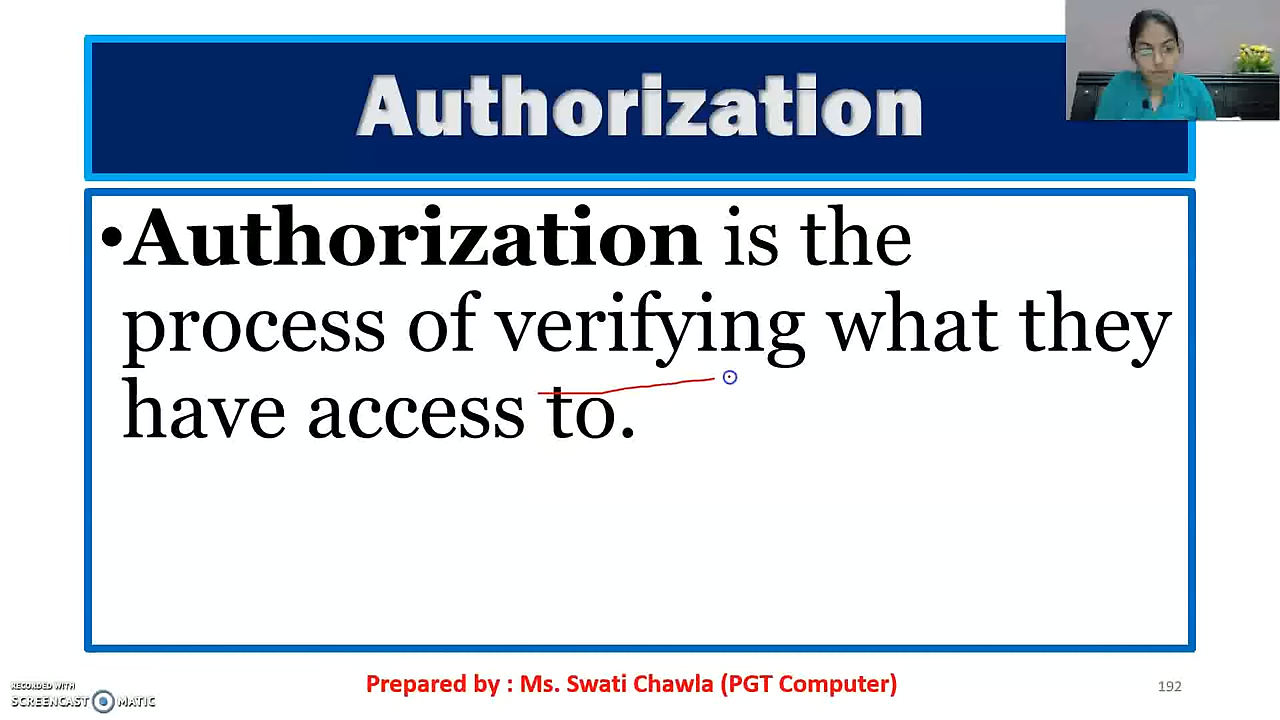 Authorization
•Authorization is the
process of verifying what they
have access to.
Prepared by : Ms. Swati Chawla (PGT Computer)
192
RECORDED WITH
SCREENCAST MATIC